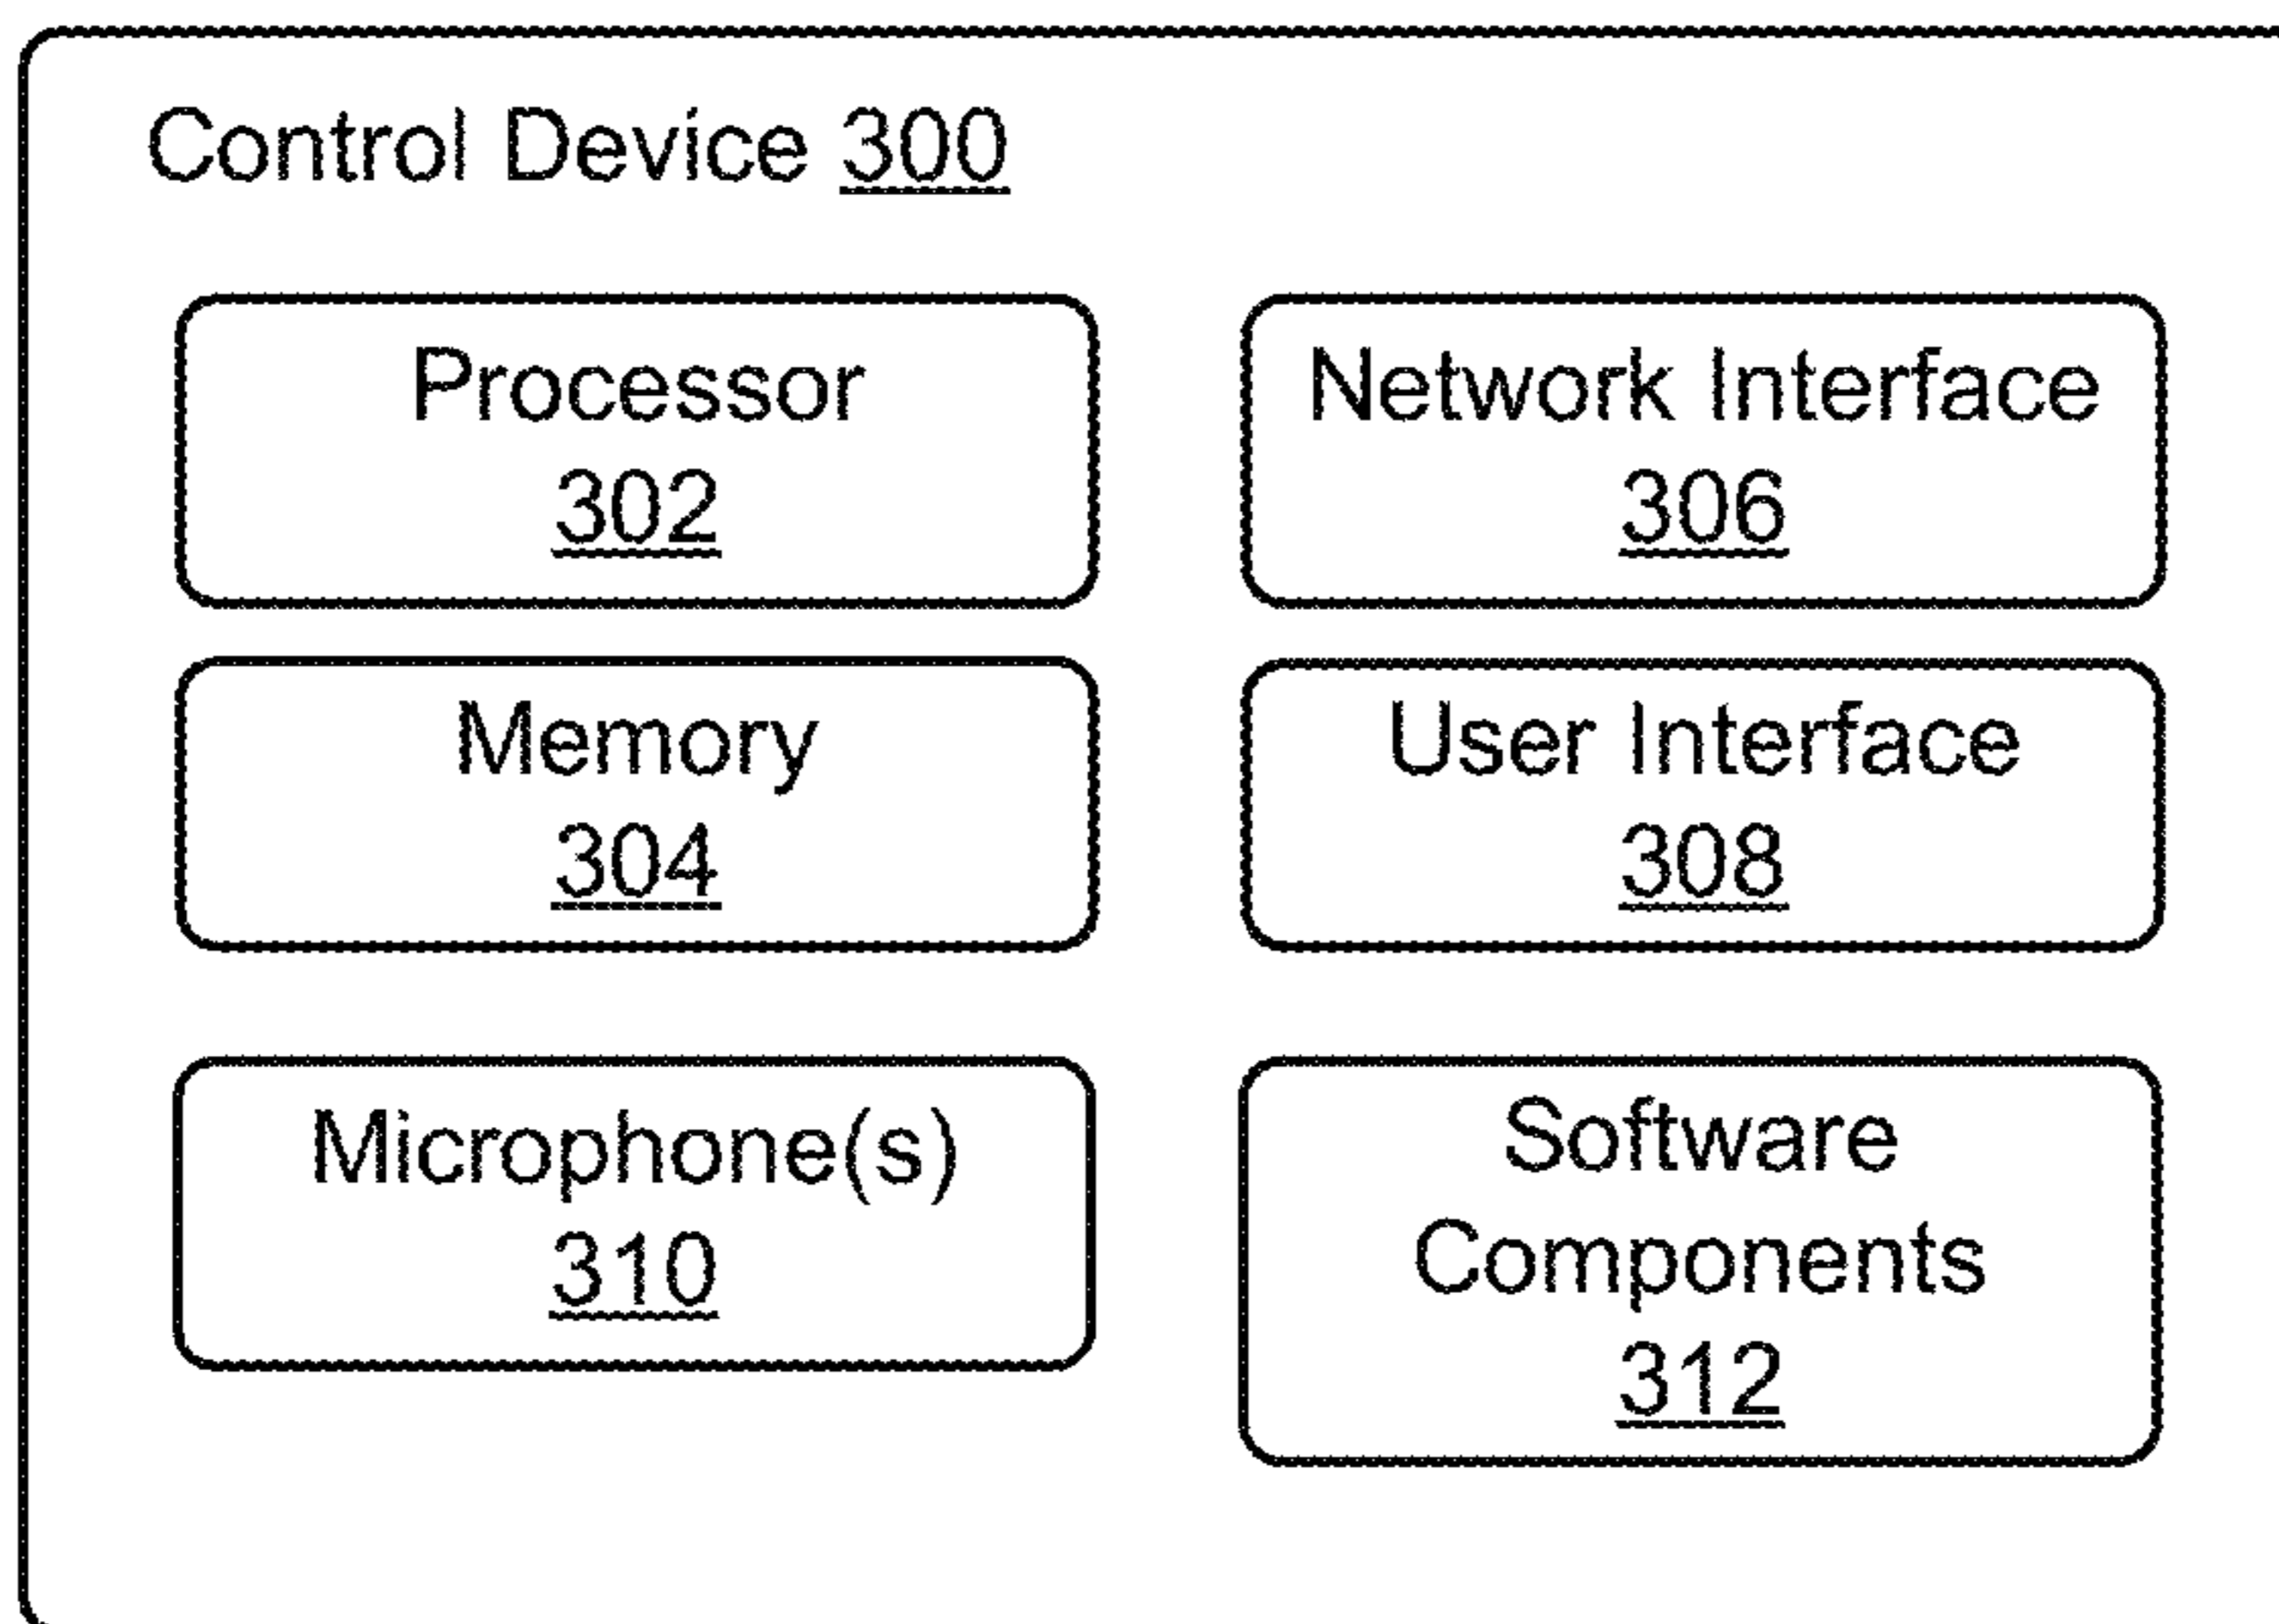 Control Device 300
Processor
302
Network Interface
306
Memory
304
User Interface
308
Microphone(s)
310
Software
Components
312